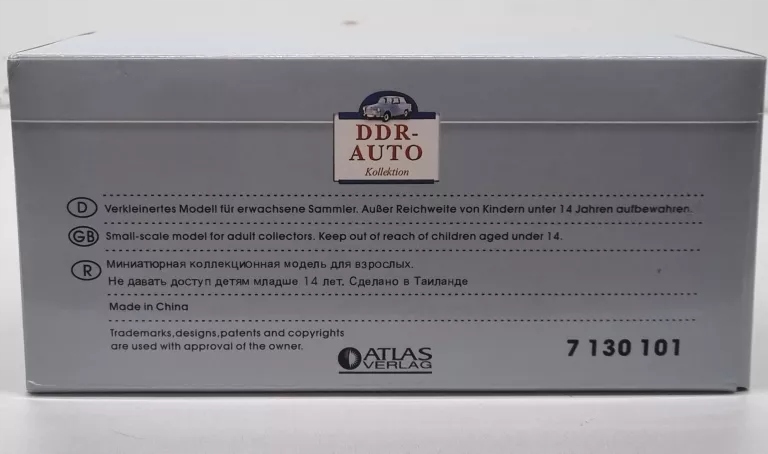 DDR-
AUTO
Kollektion
D Verkleinertes Modell für erwachsene Sammler. Außer Reichweite von Kindern unter 14 Jahren aufbewahren.
GB Small-scale model for adult collectors. Keep out of reach of children aged under 14.
R Миниатюрная коллекционная модель для взрослых.
Не давать доступ детям младше 14 лет. Сделано в Таиланде
Made in China
Trademarks,designs,patents and copyrights
are used with approval of the owner.
ATLAS
VERLAG
7 130 101